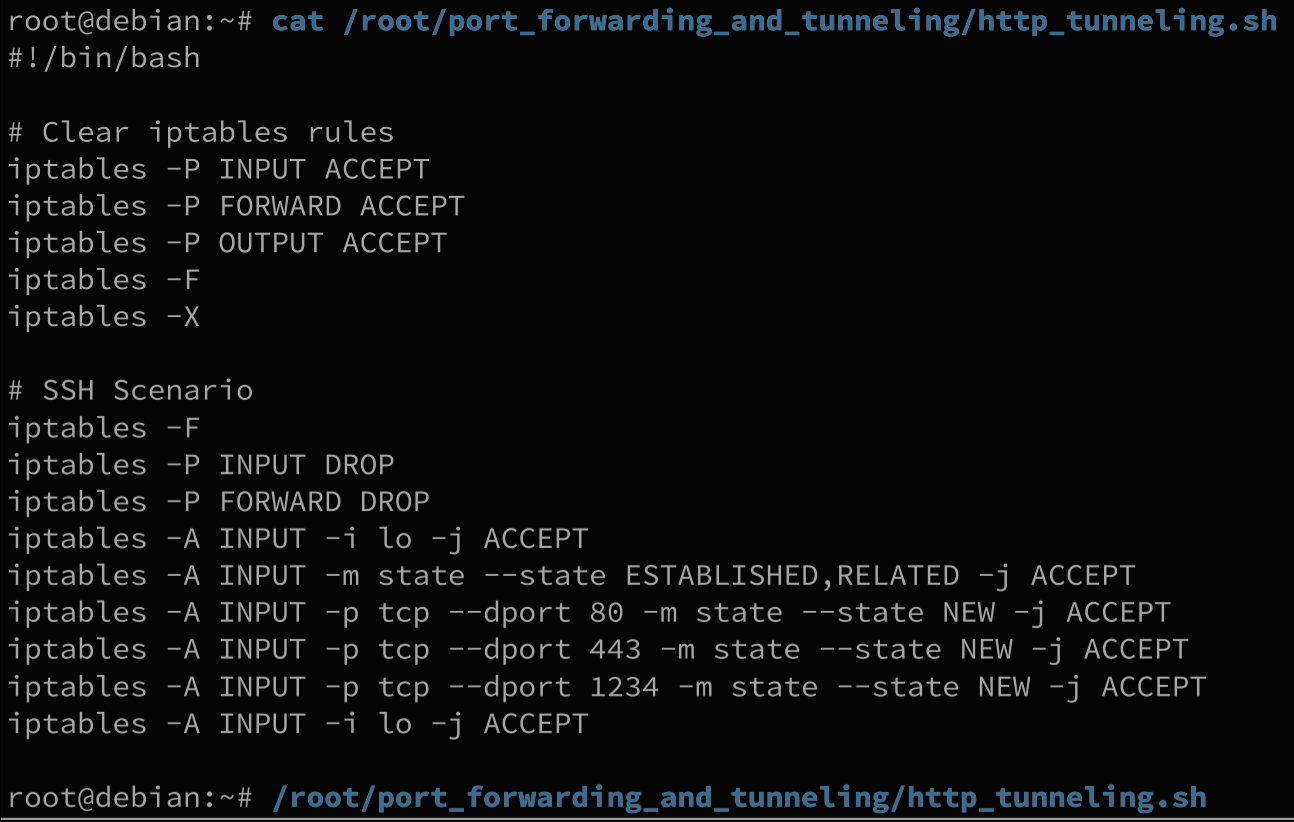 root@debian:~# cat /root/port_forwarding_and_tunneling/http_tunneling.sh
#!/bin/bash
# Clear iptables rules
iptables -P INPUT ACCEPT
iptables -P FORWARD ACCEPT
iptables -P OUTPUT ACCEPT
iptables -F
iptables -X
# SSH Scenario
iptables -F
iptables -P INPUT DROP
iptables -P FORWARD DROP
iptables -A INPUT -i lo -j ACCEPT
iptables -A INPUT -m state --state ESTABLISHED,RELATED -j ACCEPT
iptables -A INPUT -p tcp --dport 80 -m state --state NEW -j ACCEPT
iptables -A INPUT -p tcp --dport 443 -m state --state NEW -j ACCEPT
iptables -A INPUT -p tcp --dport 1234 -m state --state NEW -j ACCEPT
iptables -A INPUT -i lo -j ACCEPT
root@debian:~# /root/port_forwarding_and_tunneling/http_tunneling.sh